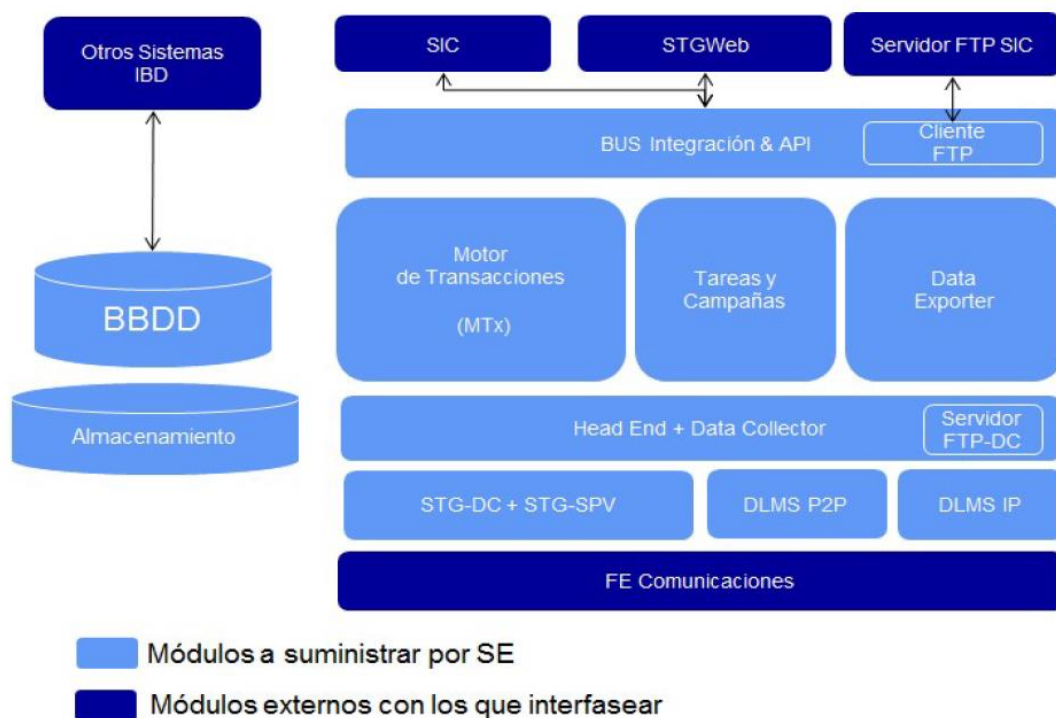 Otros Sistemas
IBD
SIC
STGWeb
Servidor FTP SIC
BUS Integración & API
Cliente
FTP
BBDD
Almacenamiento
Motor
de Transacciones
(MTx)
Tareas y
Campañas
Data
Exporter
Head End + Data Collector
Servidor
FTP-DC
STG-DC + STG-SPV
DLMS P2P
DLMS IP
FE Comunicaciones
Módulos a suministrar por SE
Módulos externos con los que interfasear